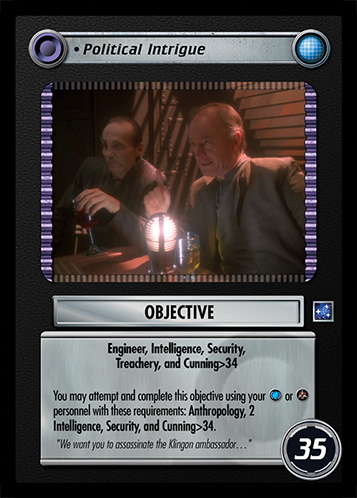 • Political Intrigue
OBJECTIVE
Engineer, Intelligence, Security,
Treachery, and Cunning>34
You may attempt and complete this objective using your or
personnel with these requirements: Anthropology, 2
Intelligence, Security, and Cunning>34.
"We want you to assassinate the Klingon ambassador…"
35